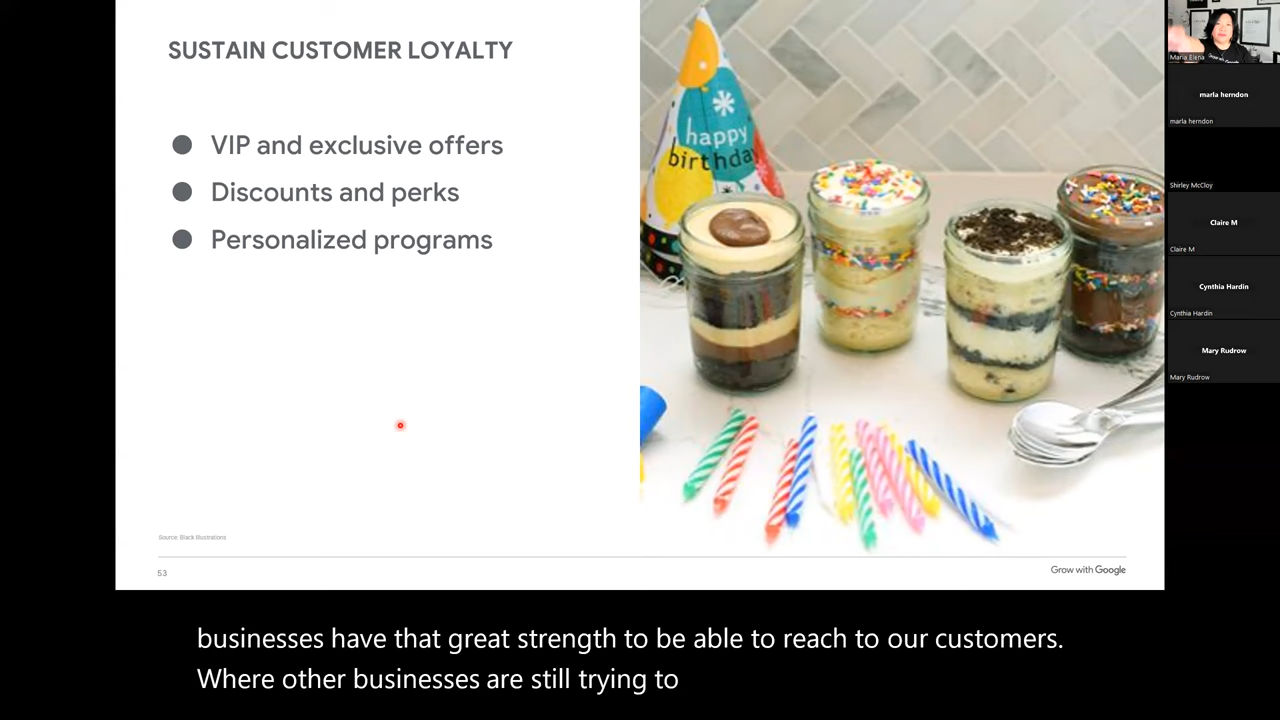 SUSTAIN CUSTOMER LOYALTY
VIP and exclusive offers
Discounts and perks
Personalized programs
happy
birthday
Source: Black Illustrations
53
Grow with Google
businesses have that great strength to be able to reach to our customers.
Where other businesses are still trying to
Maria Elena
marla herndon
marla herndon
Shirley McCloy
Claire M
Claire M
Cynthia Hardin
Cynthia Hardin
Mary Rudrow
Mary Rudrow